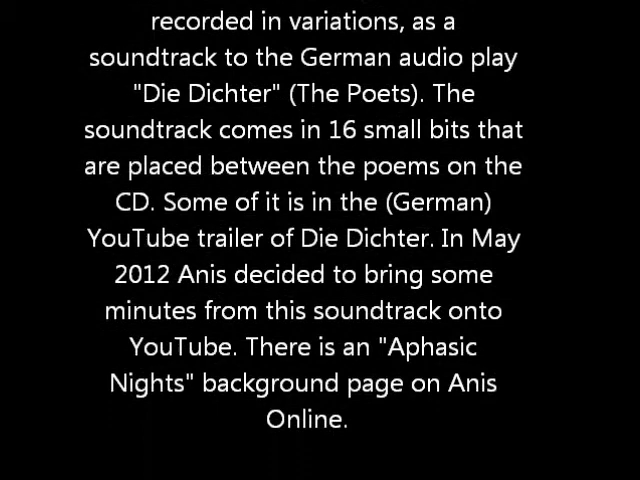 recorded in variations, as a
soundtrack to the German audio play
"Die Dichter" (The Poets). The
soundtrack comes in 16 small bits that
are placed between the poems on the
CD. Some of it is in the (German)
YouTube trailer of Die Dichter. In May
2012 Anis decided to bring some
minutes from this soundtrack onto
YouTube. There is an "Aphasic
Nights" background page on Anis
Online.